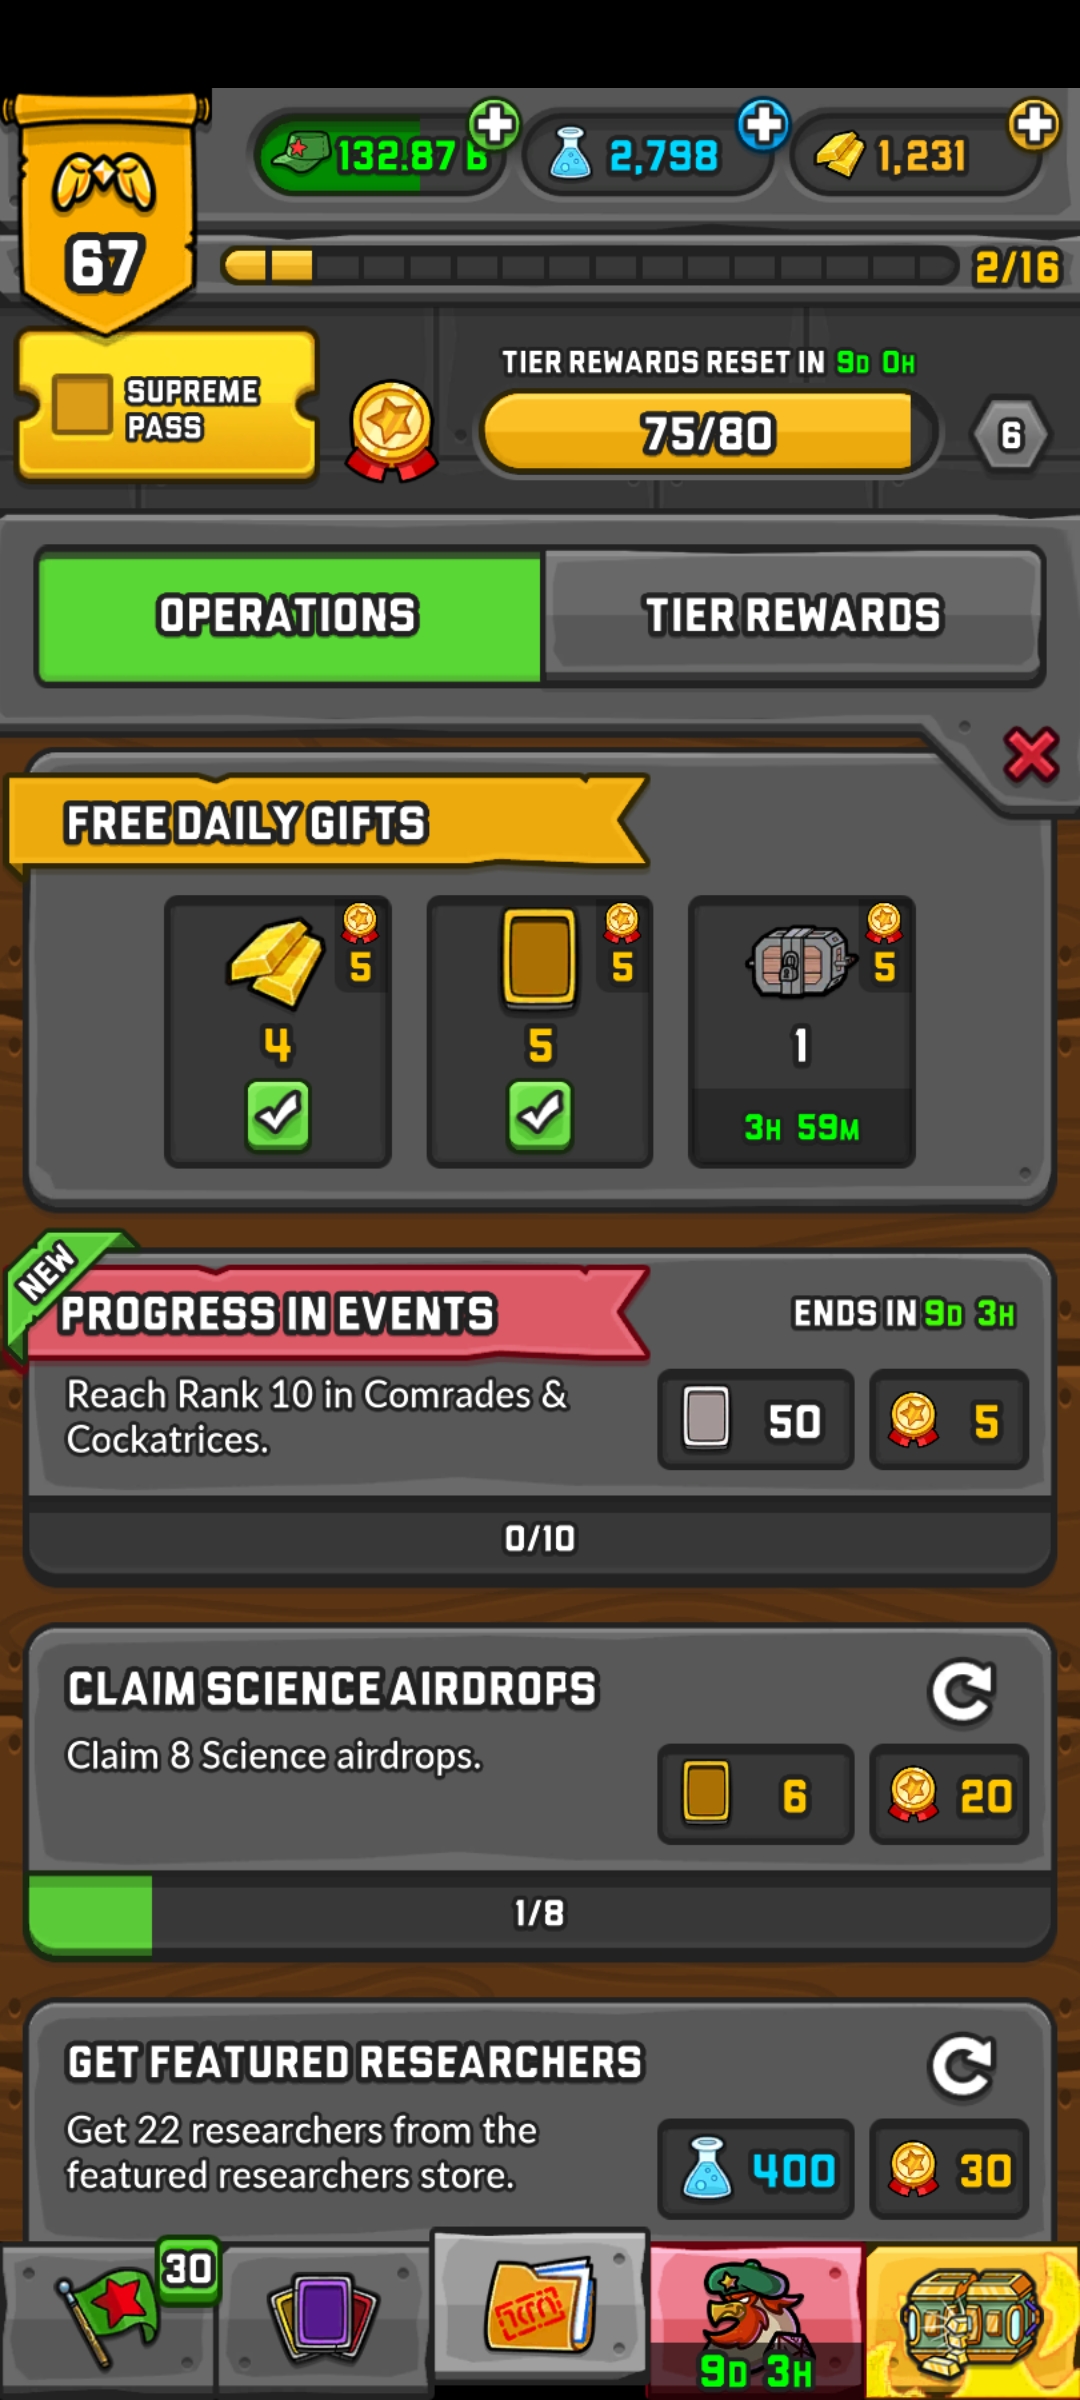 132.87 B
2,798
1,231
67
2/16
SUPREME
PASS
TIER REWARDS RESET IN 9D 0H
75/80
6
OPERATIONS
TIER REWARDS
FREE DAILY GIFTS
5
5
5
4
5
1
3H 59M
NEW
PROGRESS IN EVENTS
ENDS IN 9D 3H
Reach Rank 10 in Comrades &
Cockatrices.
50
5
0/10
CLAIM SCIENCE AIRDROPS
Claim 8 Science airdrops.
6
20
1/8
GET FEATURED RESEARCHERS
Get 22 researchers from the
featured researchers store.
400
30
30
9D 3H